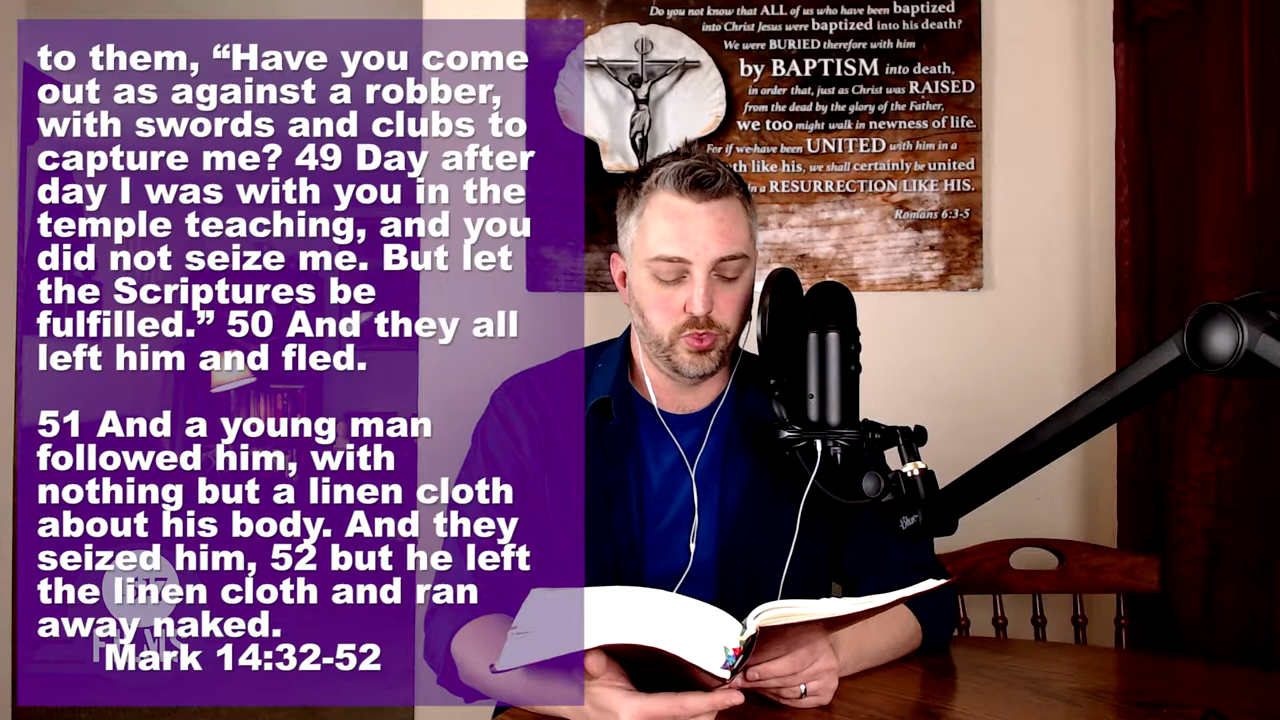 to them, “Have you come
out as against a robber,
with swords and clubs to
capture me? 49 Day after
day I was with you in the
temple teaching, and you
did not seize me. But let
the Scriptures be
fulfilled.” 50 And they all
left him and fled.
51 And a young man
followed him, with
nothing but a linen cloth
about his body. And they
seized him, 52 but he left
the linen cloth and ran
away naked.
Mark 14:32-52
Do you not know that ALL of us who have been baptized
into Christ Jesus were baptized into his death?
We were BURIED therefore with him
by BAPTISM into death,
in order that, just as Christ was RAISED
from the dead by the glory of the Father,
we too might walk in newness of life.
For if we have been UNITED with him in a
like his, we shall certainly be united
in a RESURRECTION LIKE HIS.
Romans 6:3-5
Blue